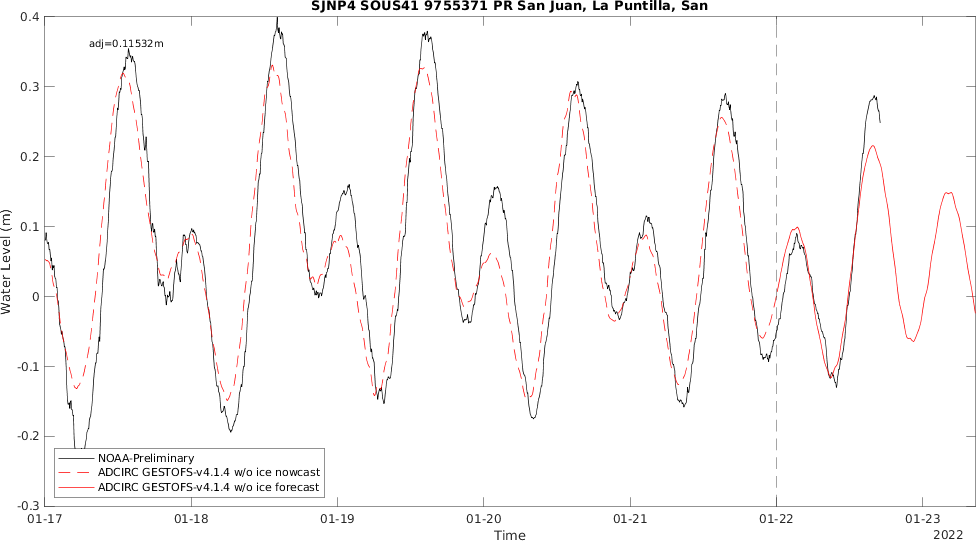 SJNP4 SOUS41 9755371 PR San Juan, La Puntilla, San
adj=0.11532m
0.4
0.3
0.2
0.1
0
-0.1
-0.2
-0.3
Water Level (m)
NOAA-Preliminary
ADCIRC GESTOFS-v4.1.4 w/o ice nowcast
ADCIRC GESTOFS-v4.1.4 w/o ice forecast
01-17 01-18 01-19 01-20 01-21 01-22 01-23
Time
2022